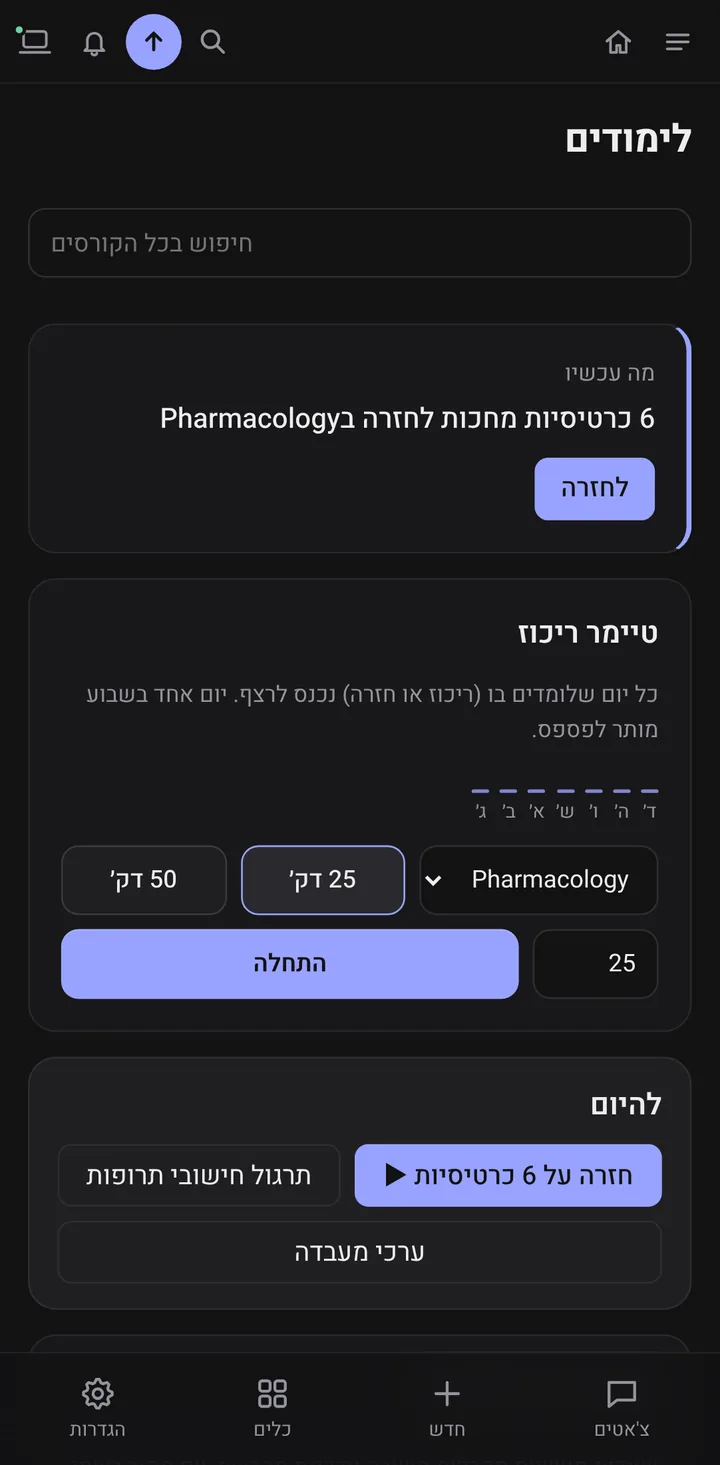 לימודים
חיפוש בכל הקורסים
מה עכשיו
6 כרטיסיות מחכות לחזרה בPharmacology
לחזרה
טיימר ריכוז
כל יום שלומדים בו (ריכוז או חזרה) נכנס לרצף. יום אחד בשבוע
מותר לפספס.
ד׳ ה׳ ו׳ ש׳ א׳ ב׳ ג׳
Pharmacology 25 דק׳ 50 דק׳
25 התחלה
להיום
חזרה על 6 כרטיסיות תרגול חישובי תרופות
ערכי מעבדה
צ'אטים חדש כלים הגדרות